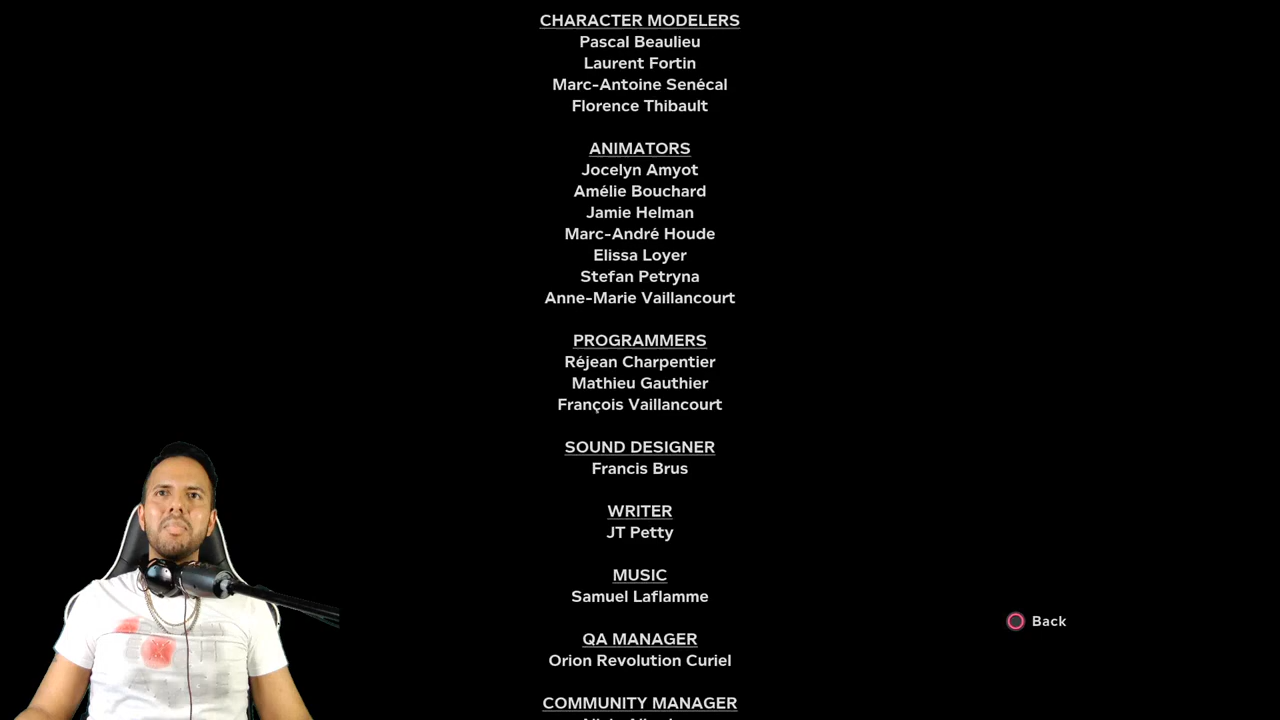 CHARACTER MODELERS
Pascal Beaulieu
Laurent Fortin
Marc-Antoine Senécal
Florence Thibault
ANIMATORS
Jocelyn Amyot
Amélie Bouchard
Jamie Helman
Marc-André Houde
Elissa Loyer
Stefan Petryna
Anne-Marie Vaillancourt
PROGRAMMERS
Réjean Charpentier
Mathieu Gauthier
François Vaillancourt
SOUND DESIGNER
Francis Brus
WRITER
JT Petty
MUSIC
Samuel Laflamme
QA MANAGER
Orion Revolution Curiel
COMMUNITY MANAGER
Back